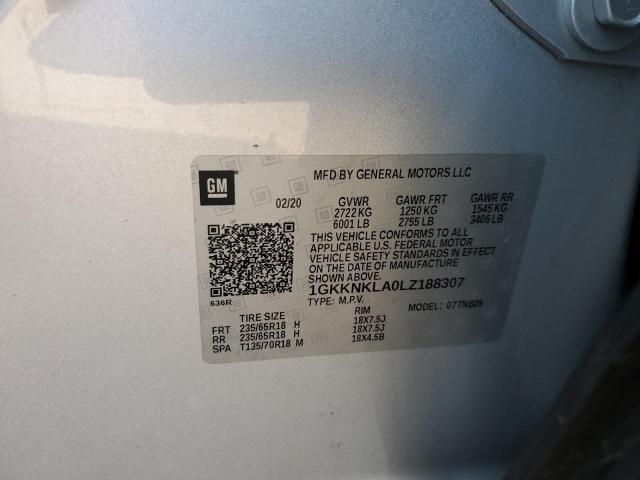 GM
MFD BY GENERAL MOTORS LLC
02/20
GVWR GAWR FRT GAWR RR
2722 KG 1250 KG 1545 KG
6001 LB 2755 LB 3406 LB
THIS VEHICLE CONFORMS TO ALL
APPLICABLE U.S. FEDERAL MOTOR
VEHICLE SAFETY STANDARDS IN EFFECT
ON THE DATE OF MANUFACTURE
SHOWN ABOVE.
1GKKNKLA0LZ188307
636R
TYPE: M.P.V. MODEL: 07TNB26
TIRE SIZE RIM
FRT 235/65R18 H 18X7.5J
RR 235/65R18 H 18X7.5J
SPA T135/70R18 M 18X4.5B